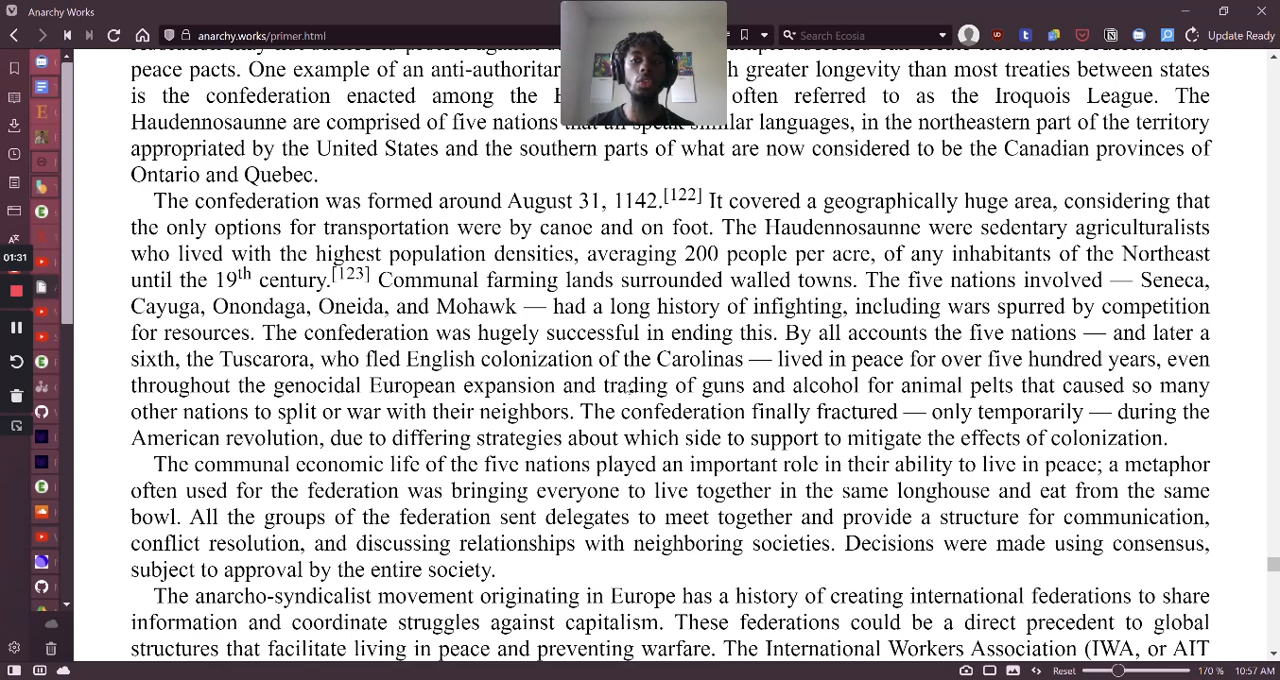 Anarchy Works
anarchy.works/primer.html
Search Ecosia
Update Ready
peace pacts. One example of an anti-authoritar h greater longevity than most treaties between states
is the confederation enacted among the often referred to as the Iroquois League. The
Haudennosaunne are comprised of five nations that all speak similar languages, in the northeastern part of the territory
appropriated by the United States and the southern parts of what are now considered to be the Canadian provinces of
Ontario and Quebec.
The confederation was formed around August 31, 1142.[122] It covered a geographically huge area, considering that
the only options for transportation were by canoe and on foot. The Haudennosaunne were sedentary agriculturalists
who lived with the highest population densities, averaging 200 people per acre, of any inhabitants of the Northeast
until the 19th century.[123] Communal farming lands surrounded walled towns. The five nations involved — Seneca,
Cayuga, Onondaga, Oneida, and Mohawk — had a long history of infighting, including wars spurred by competition
for resources. The confederation was hugely successful in ending this. By all accounts the five nations — and later a
sixth, the Tuscarora, who fled English colonization of the Carolinas — lived in peace for over five hundred years, even
throughout the genocidal European expansion and trading of guns and alcohol for animal pelts that caused so many
other nations to split or war with their neighbors. The confederation finally fractured — only temporarily — during the
American revolution, due to differing strategies about which side to support to mitigate the effects of colonization.
The communal economic life of the five nations played an important role in their ability to live in peace; a metaphor
often used for the federation was bringing everyone to live together in the same longhouse and eat from the same
bowl. All the groups of the federation sent delegates to meet together and provide a structure for communication,
conflict resolution, and discussing relationships with neighboring societies. Decisions were made using consensus,
subject to approval by the entire society.
The anarcho-syndicalist movement originating in Europe has a history of creating international federations to share
information and coordinate struggles against capitalism. These federations could be a direct precedent to global
structures that facilitate living in peace and preventing warfare. The International Workers Association (IWA, or AIT
01:31
Reset
170 %
10:57 AM